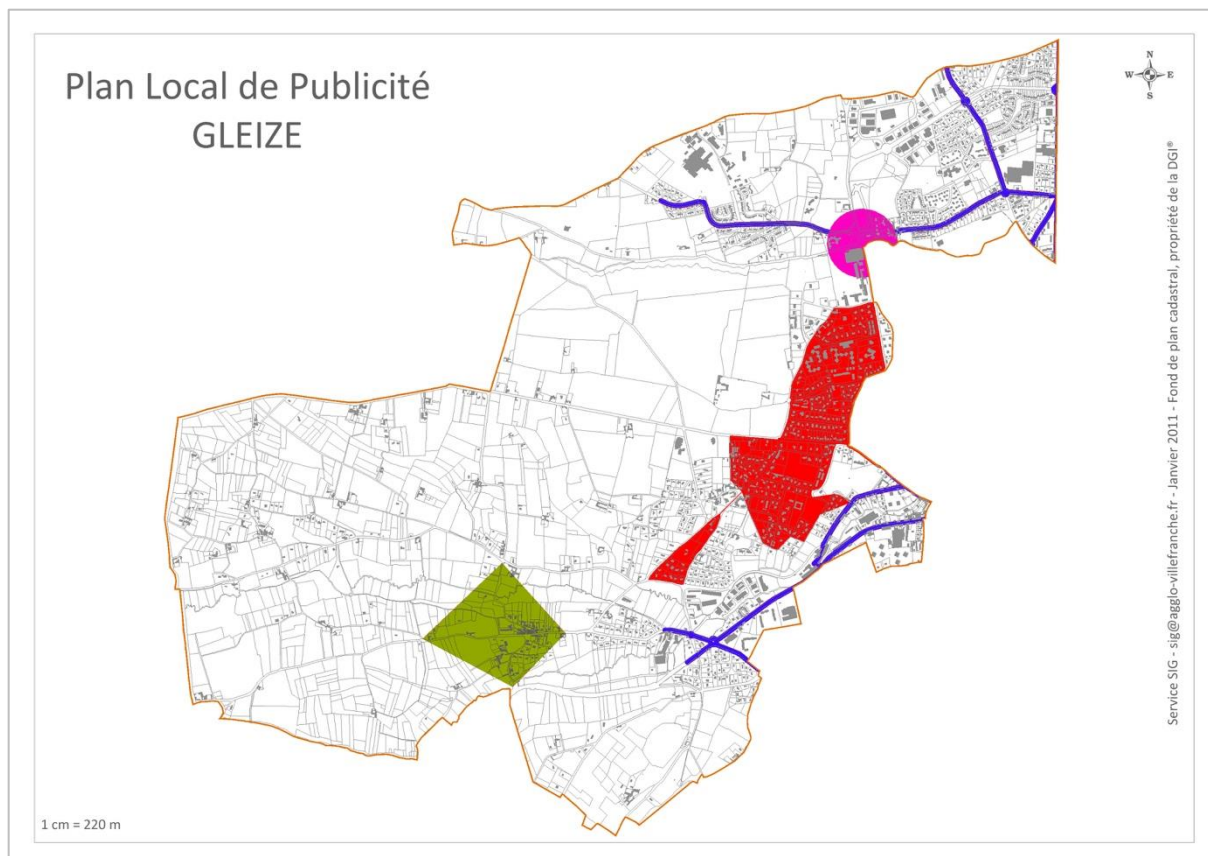 Plan Local de Publicité
GLEIZE
N
W E
S
Service SIG - sig@agglo-villefranche.fr - Janvier 2011 - Fond de plan cadastral, propriété de la DGI®
17
1 cm = 220 m